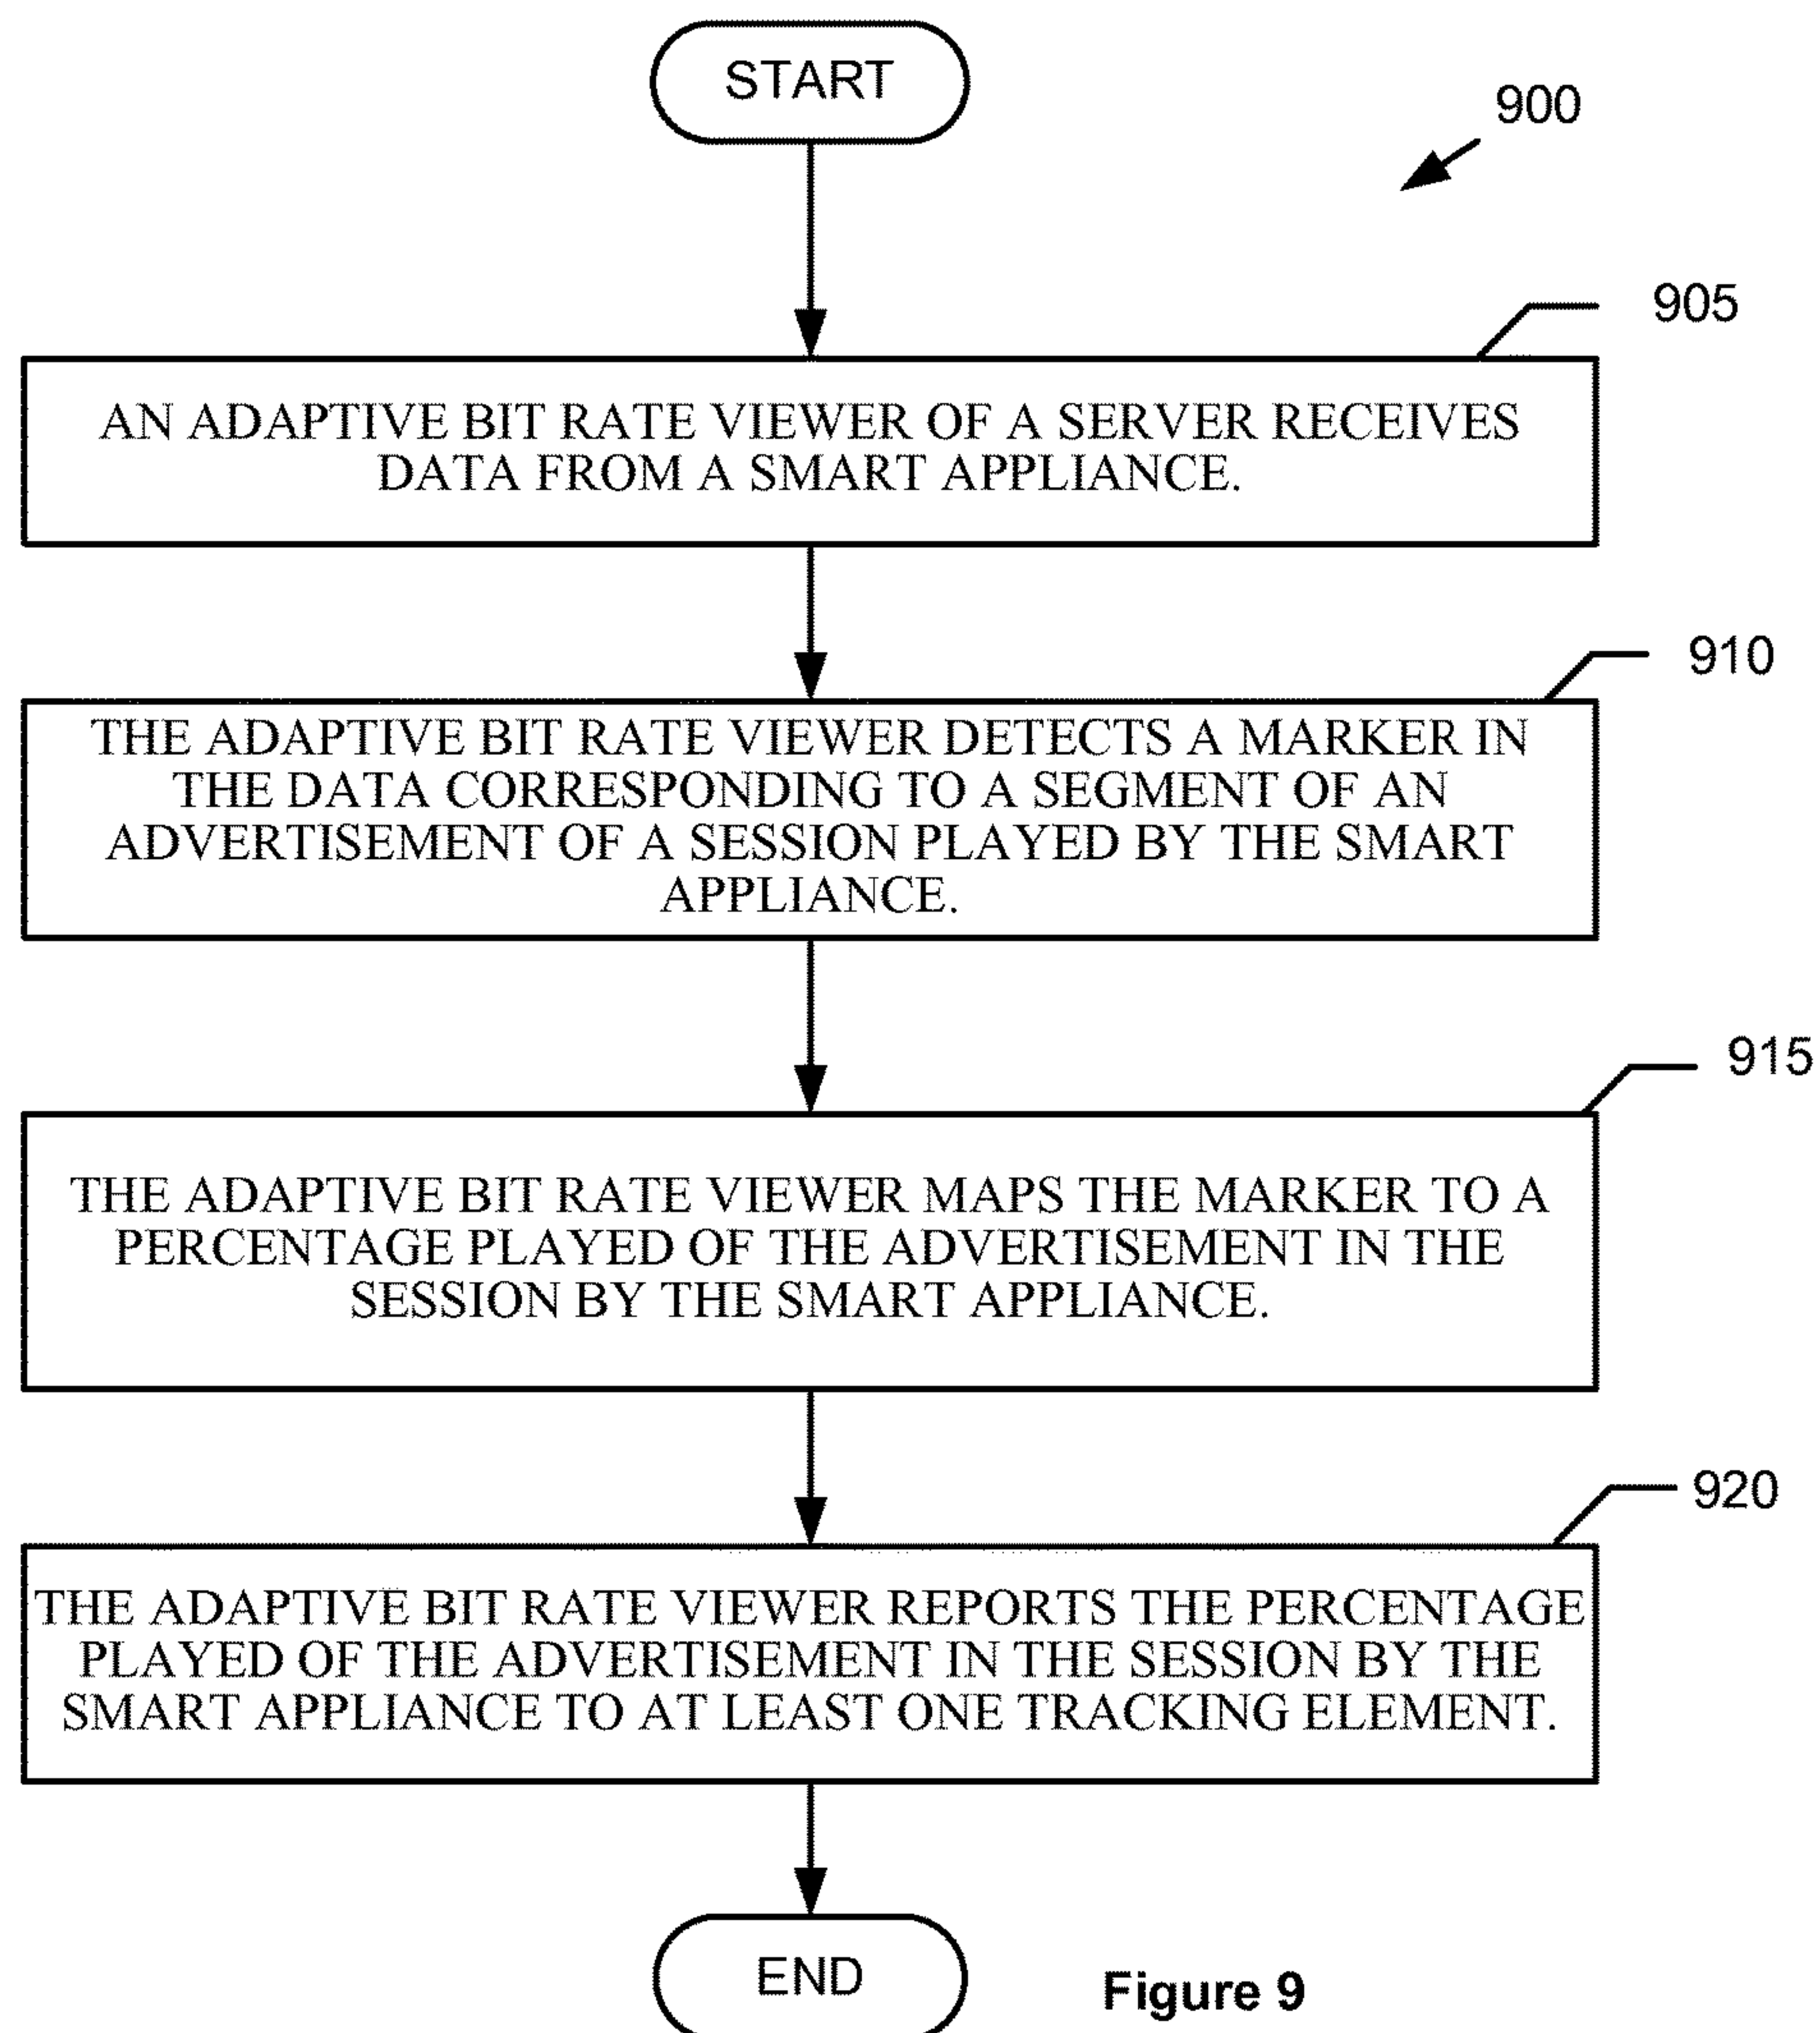 START
900
905
AN ADAPTIVE BIT RATE VIEWER OF A SERVER RECEIVES
DATA FROM A SMART APPLIANCE.
910
THE ADAPTIVE BIT RATE VIEWER DETECTS A MARKER IN
THE DATA CORRESPONDING TO A SEGMENT OF AN
ADVERTISEMENT OF A SESSION PLAYED BY THE SMART
APPLIANCE.
915
THE ADAPTIVE BIT RATE VIEWER MAPS THE MARKER TO A
PERCENTAGE PLAYED OF THE ADVERTISEMENT IN THE
SESSION BY THE SMART APPLIANCE.
920
THE ADAPTIVE BIT RATE VIEWER REPORTS THE PERCENTAGE
PLAYED OF THE ADVERTISEMENT IN THE SESSION BY THE
SMART APPLIANCE TO AT LEAST ONE TRACKING ELEMENT.
END
Figure 9